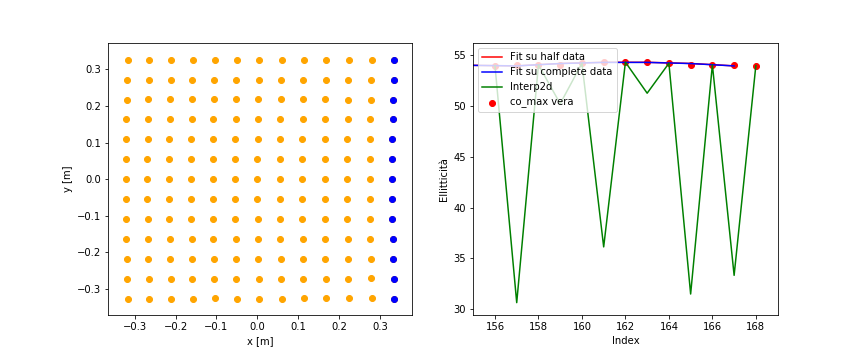 0.3
0.2
0.1
0.0
−0.1
−0.2
−0.3
y [m]
−0.3 −0.2 −0.1 0.0 0.1 0.2 0.3
x [m]
55
50
45
40
35
30
Ellitticità
Fit su half data
Fit su complete data
Interp2d
co_max vera
156 158 160 162 164 166 168
Index